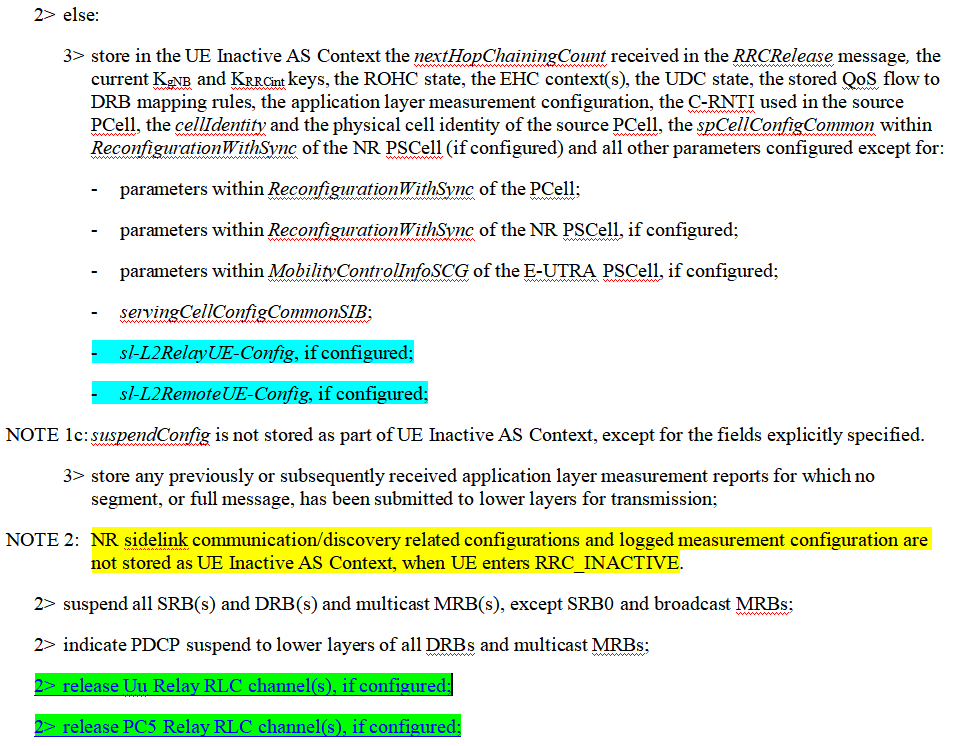 2> else:
3> store in the UE Inactive AS Context the nextHopChainingCount received in the RRCRelease message, the
current KgNB and KRRCint keys, the ROHC state, the EHC context(s), the UDC state, the stored QoS flow to
DRB mapping rules, the application layer measurement configuration, the C-RNTI used in the source
PCell, the cellIdentity and the physical cell identity of the source PCell, the spCellConfigCommon within
ReconfigurationWithSync of the NR PSCell (if configured) and all other parameters configured except for:
- parameters within ReconfigurationWithSync of the PCell;
- parameters within ReconfigurationWithSync of the NR PSCell, if configured;
- parameters within MobilityControlInfoSCG of the E-UTRA PSCell, if configured;
- servingCellConfigCommonSIB;
- sl-L2RelayUE-Config, if configured;
- sl-L2RemoteUE-Config, if configured;
NOTE 1c: suspendConfig is not stored as part of UE Inactive AS Context, except for the fields explicitly specified.
3> store any previously or subsequently received application layer measurement reports for which no
segment, or full message, has been submitted to lower layers for transmission;
NOTE 2: NR sidelink communication/discovery related configurations and logged measurement configuration are
not stored as UE Inactive AS Context, when UE enters RRC_INACTIVE.
2> suspend all SRB(s) and DRB(s) and multicast MRB(s), except SRB0 and broadcast MRBs;
2> indicate PDCP suspend to lower layers of all DRBs and multicast MRBs;
2> release Uu Relay RLC channel(s), if configured;
2> release PC5 Relay RLC channel(s), if configured;